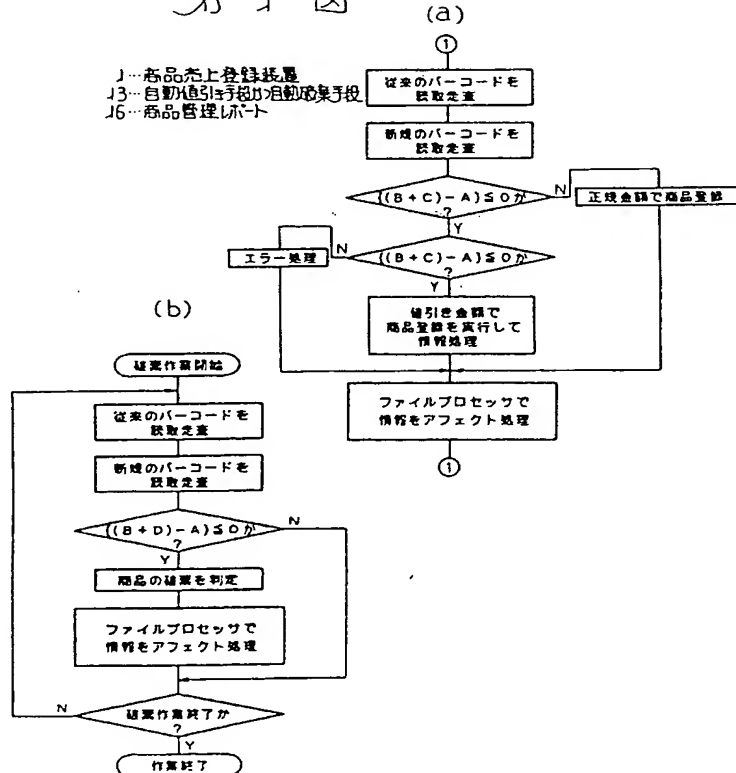 図
(a)
1
1…商品売上登録装置
13…自動値引き手段かつ自動破棄手段
16…商品管理レポート
従来のバーコードを
読取走査
新規のバーコードを
読取走査
((B+C)-A)≦0か
?
N
正規金額で商品登録
Y
((B+C)-A)≦0か
?
N
エラー処理
Y
値引き金額で
商品登録を実行して
情報処理
ファイルプロセッサで
情報をアフェクト処理
1
(b)
破棄作業開始
従来のバーコードを
読取走査
新規のバーコードを
読取走査
((B+D)-A)≦0か
?
N
Y
商品の破棄を判定
ファイルプロセッサで
情報をアフェクト処理
破棄作業終了か
?
N
Y
作業終了